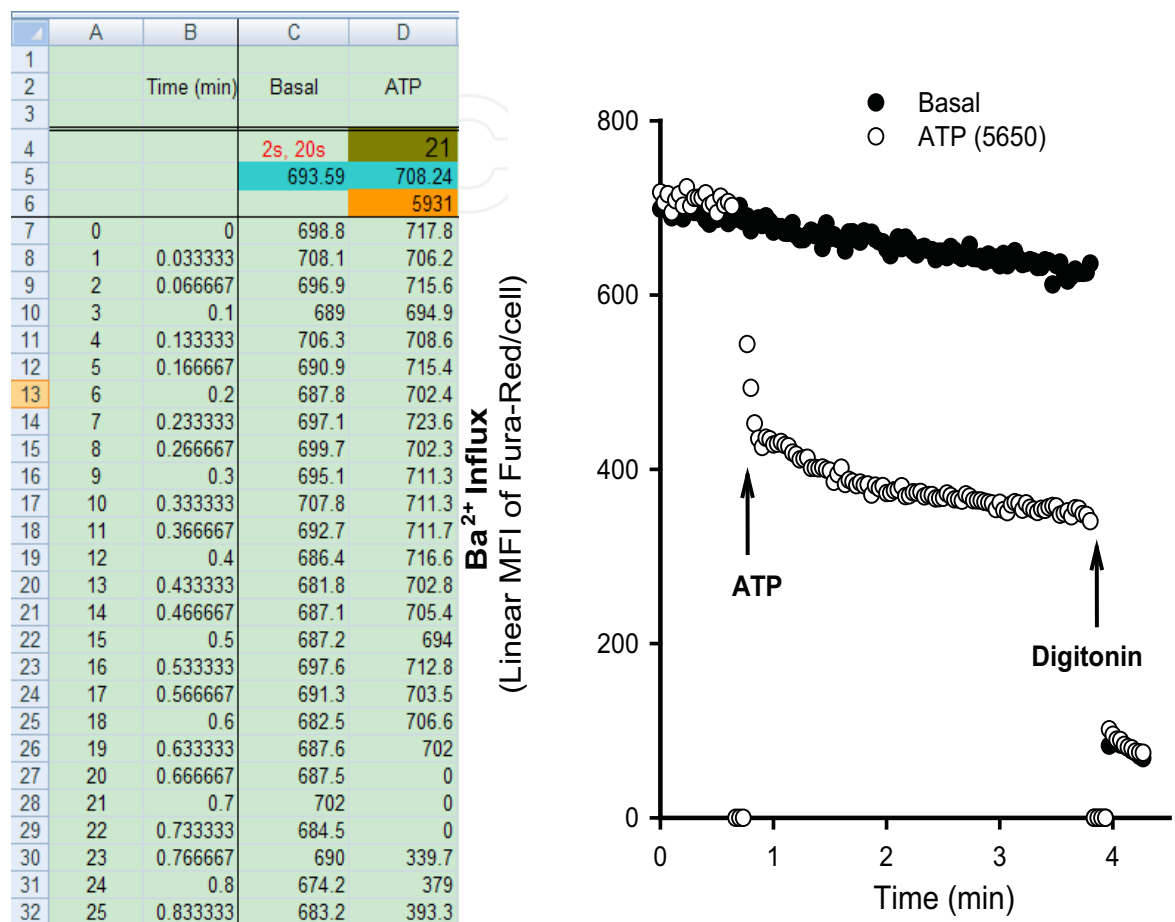 A B C D
1
2 Time (min) Basal ATP
3
4 2s, 20s 21
5 693.59 708.24
6 5931
7 0 0 698.8 717.8
8 1 0.033333 708.1 706.2
9 2 0.066667 696.9 715.6
10 3 0.1 689 694.9
11 4 0.133333 706.3 708.6
12 5 0.166667 690.9 715.4
13 6 0.2 687.8 702.4
14 7 0.233333 697.1 723.6
15 8 0.266667 699.7 702.3
16 9 0.3 695.1 711.3
17 10 0.333333 707.8 711.3
18 11 0.366667 692.7 711.7
19 12 0.4 686.4 716.6
20 13 0.433333 681.8 702.8
21 14 0.466667 687.1 705.4
22 15 0.5 687.2 694
23 16 0.533333 697.6 712.8
24 17 0.566667 691.3 703.5
25 18 0.6 682.5 706.6
26 19 0.633333 687.6 702
27 20 0.666667 687.5 0
28 21 0.7 702 0
29 22 0.733333 684.5 0
30 23 0.766667 690 339.7
31 24 0.8 674.2 379
32 25 0.833333 683.2 393.3
Ba²⁺ Influx
(Linear MFI of Fura-Red/cell)
Basal
ATP (5650)
800
600
400
200
0
ATP
Digitonin
0 1 2 3 4
Time (min)